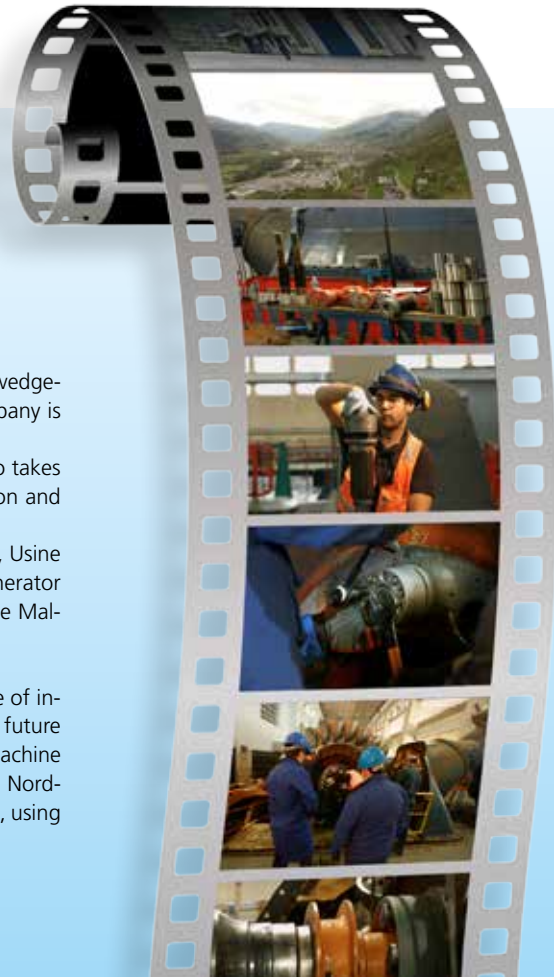 wedge-
pany is
o takes
on and
, Usine
nerator
e Mal-
e of in-
future
achine
Nord-
, using